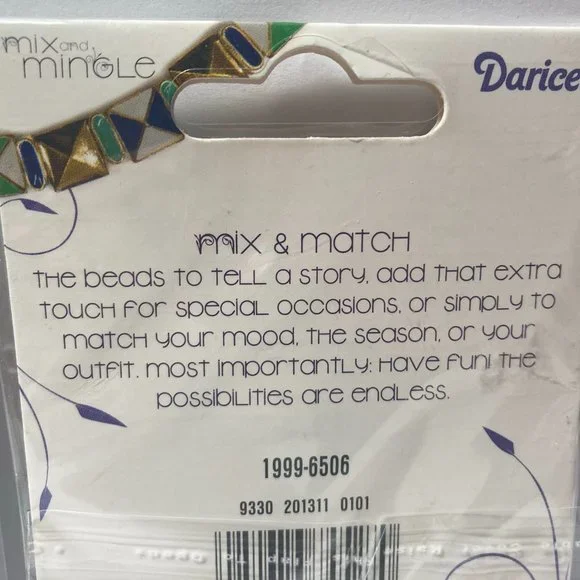 mix and
mingle
Darice
mix & match
the beads to tell a story, add that extra
touch for special occasions, or simply to
match your mood, the season, or your
outfit. most importantly: have fun! the
possibilities are endless.
1999-6506
9330 201311 0101